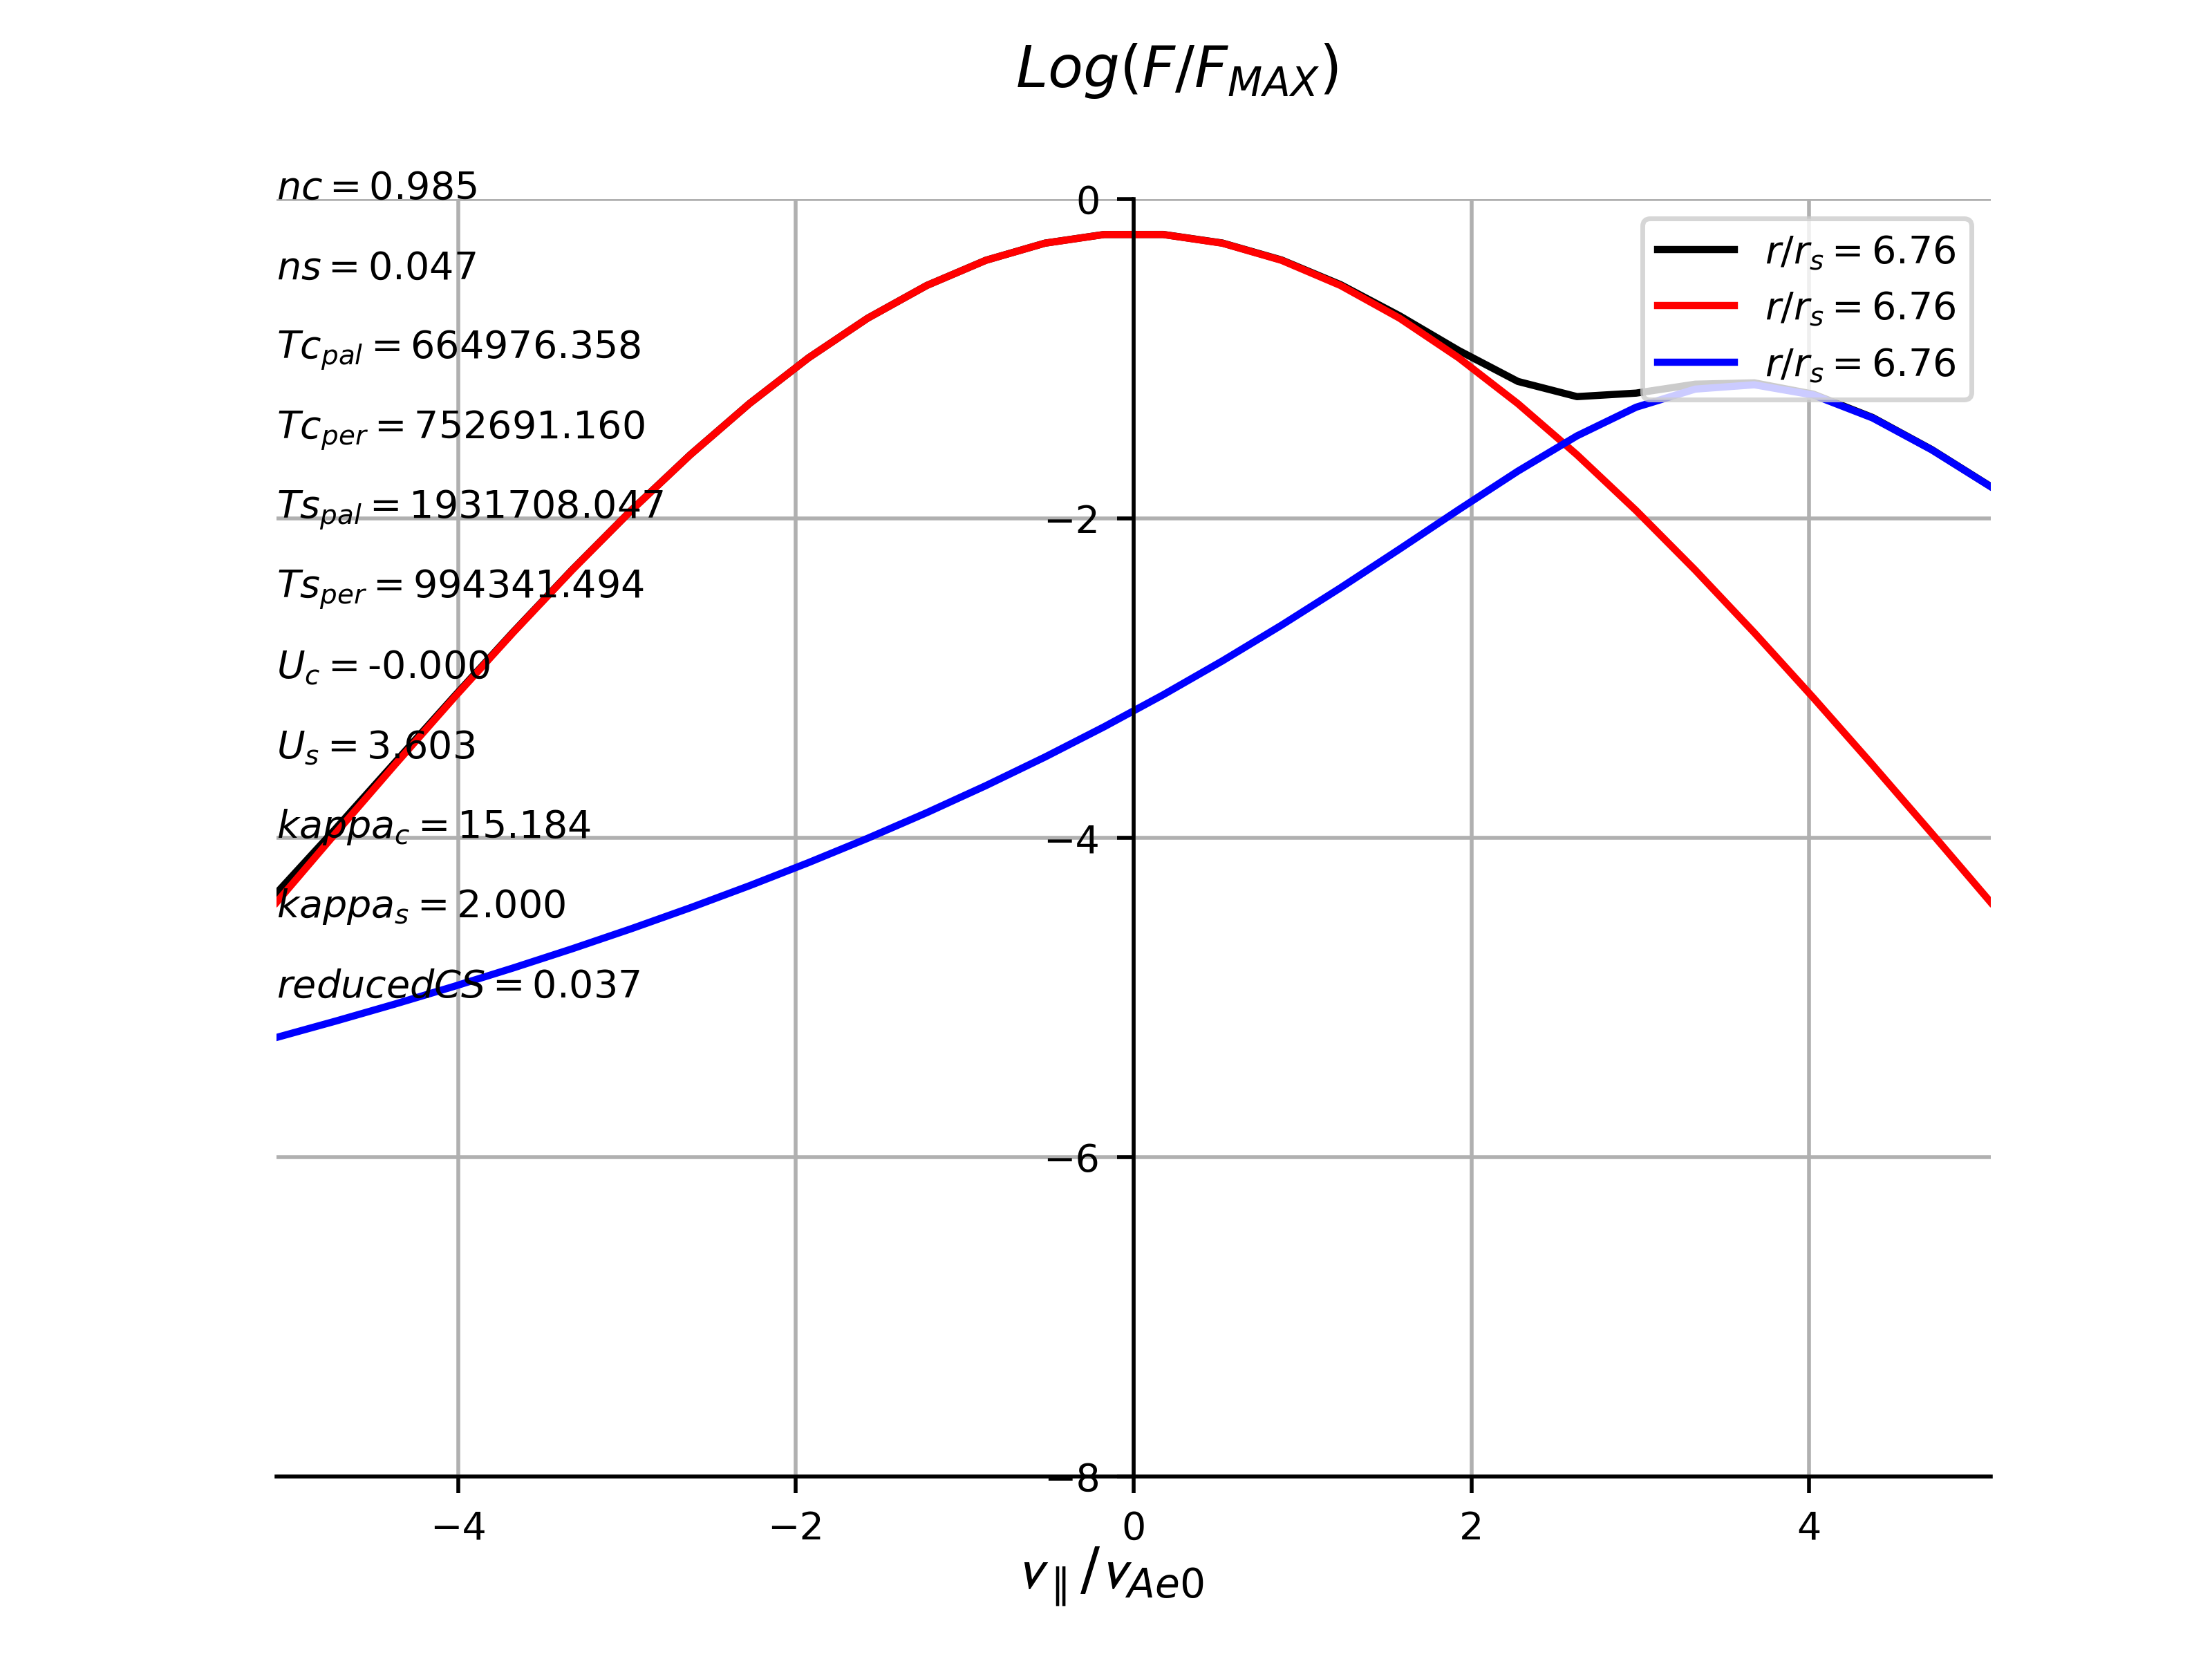 Log(F/F_MAX)
nc = 0.985
ns = 0.047
Tc_pal = 664976.358
Tc_per = 752691.160
Ts_pal = 1931708.047
Ts_per = 994341.494
U_c = -0.000
U_s = 3.603
kappa_c = 15.184
kappa_s = 2.000
reducedCS = 0.037
r/r_s = 6.76
r/r_s = 6.76
r/r_s = 6.76
0
−2
−4
−6
−8
−4 −2 0 2 4
v_∥/v_Ae0